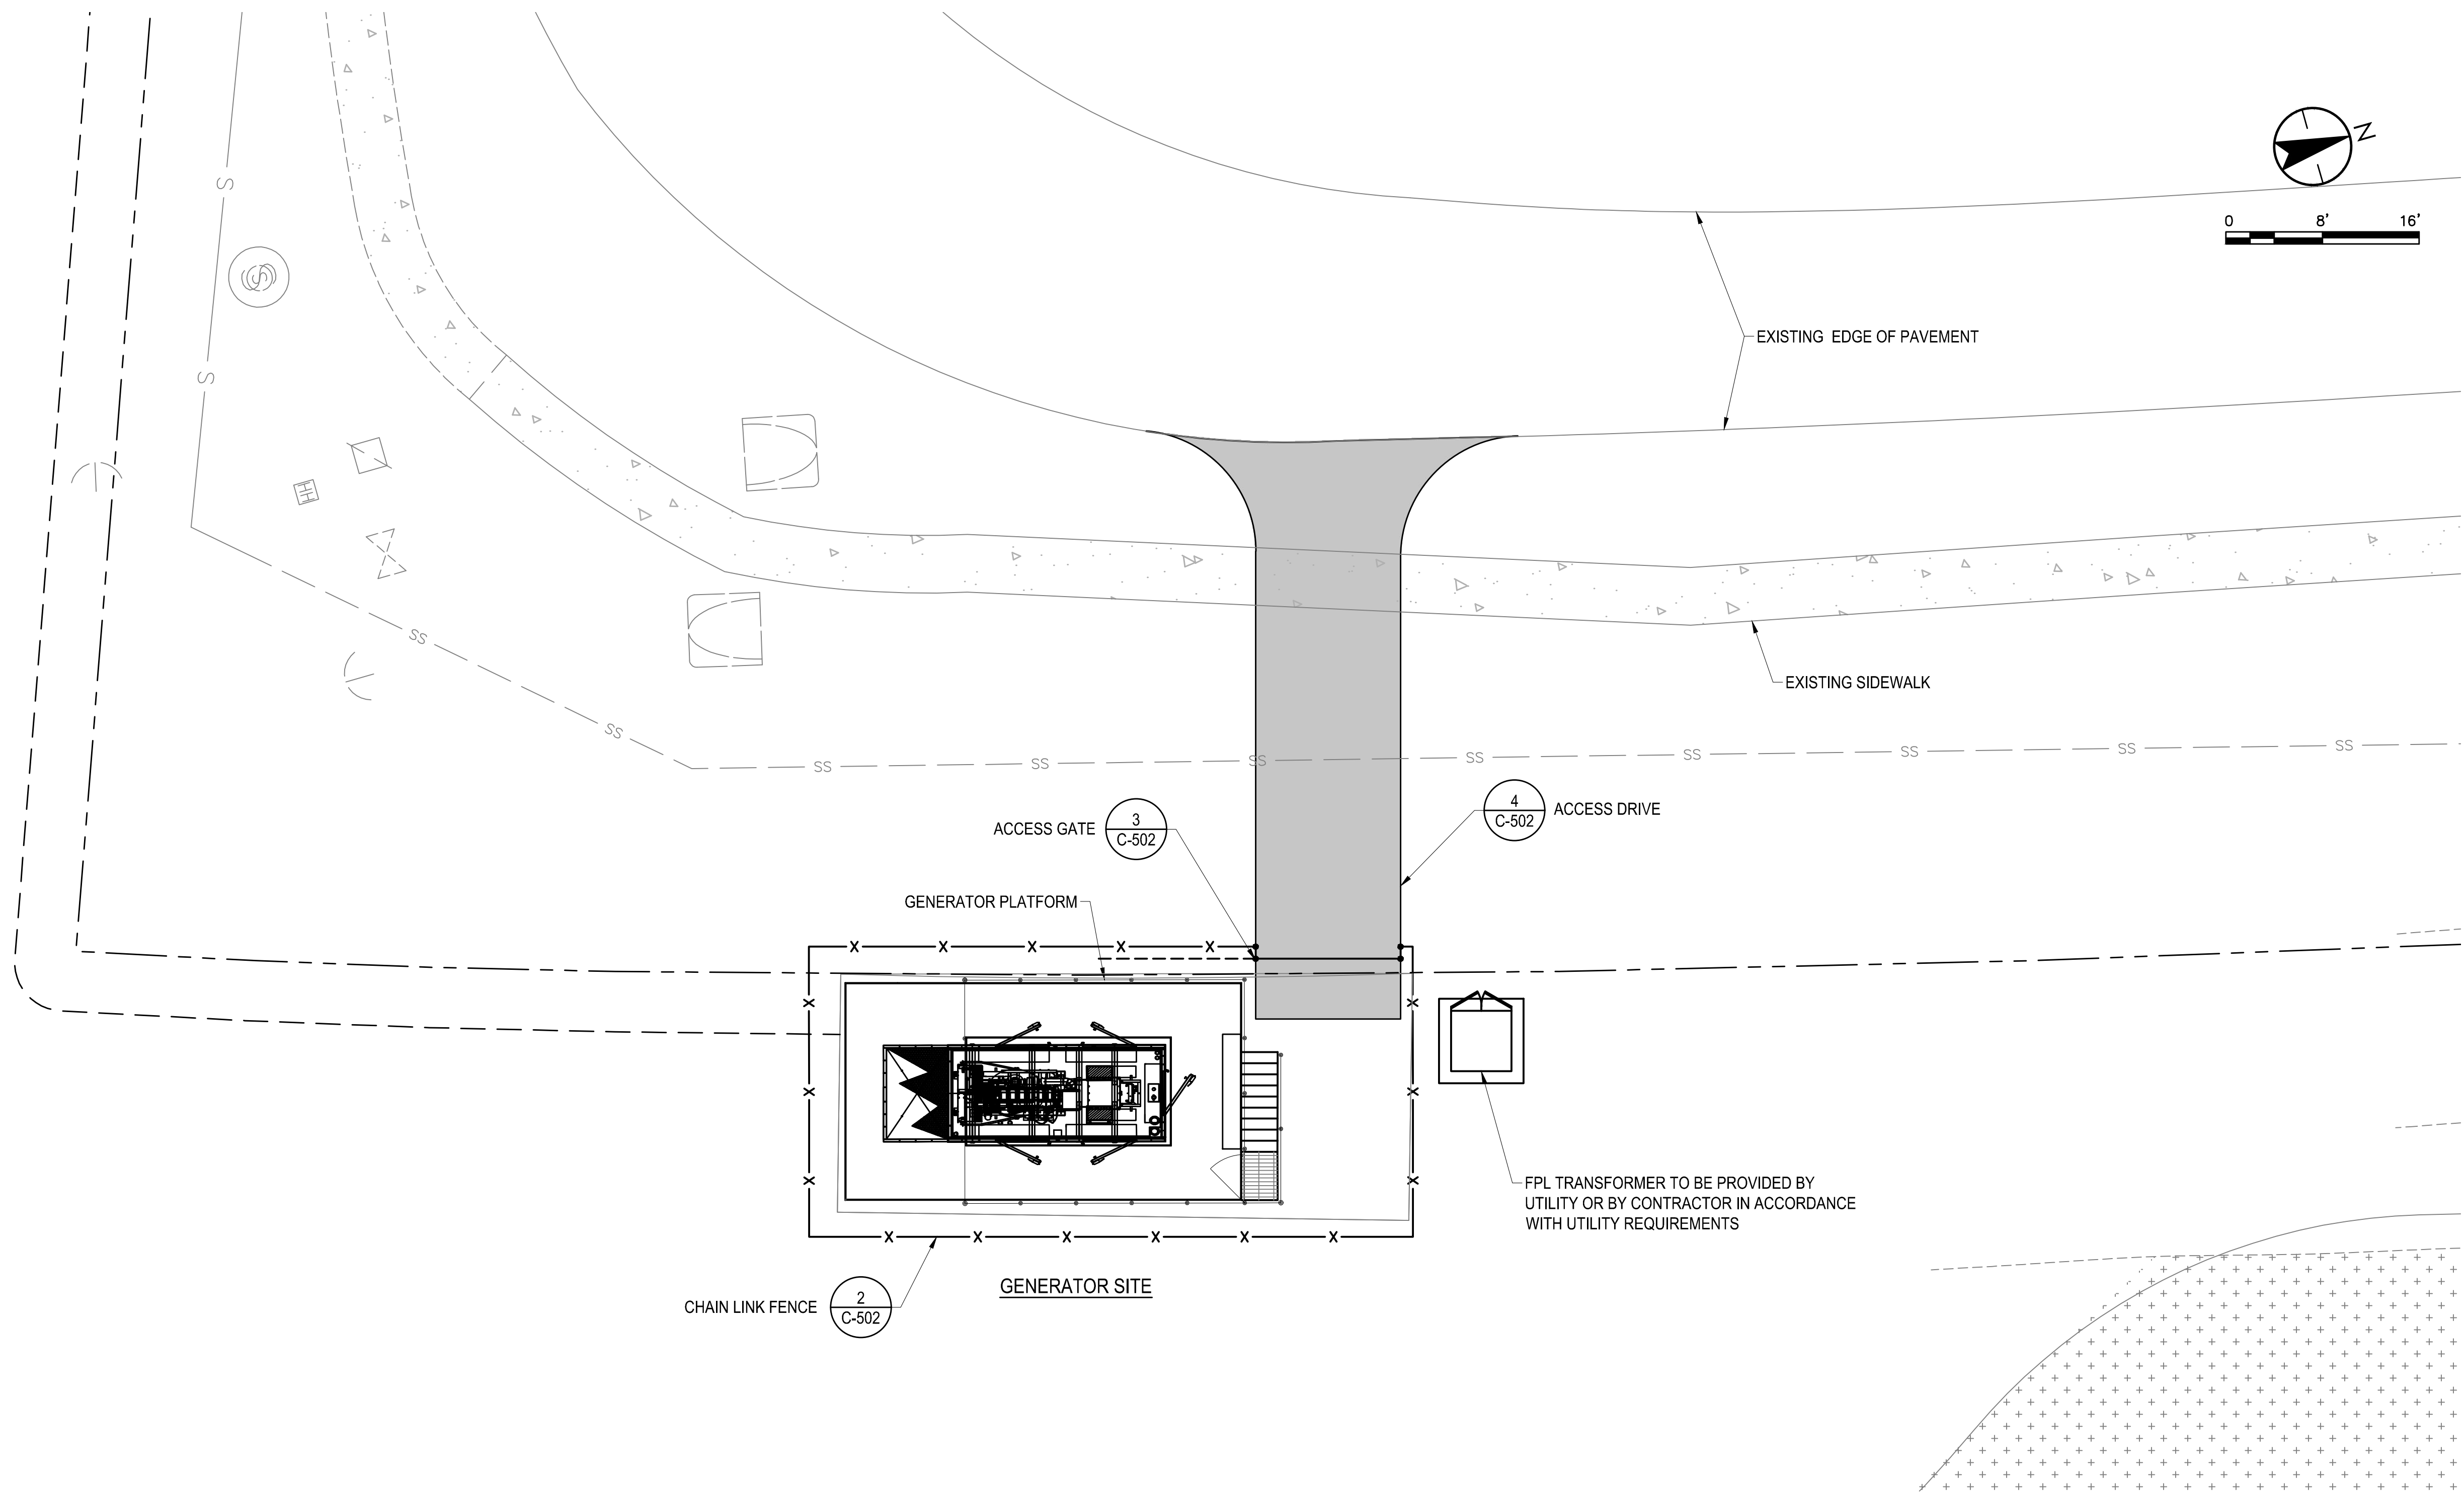 N
0 8' 16'
S
S
S
HH
EXISTING  EDGE OF PAVEMENT
EXISTING SIDEWALK
SS
SS
SS SS SS SS SS SS SS SS
ACCESS GATE
3
C-502
4
C-502
ACCESS DRIVE
GENERATOR PLATFORM
X X X X X
X X
X X
X X
FPL TRANSFORMER TO BE PROVIDED BY
UTILITY OR BY CONTRACTOR IN ACCORDANCE
WITH UTILITY REQUIREMENTS
X X X X X X
GENERATOR SITE
CHAIN LINK FENCE
2
C-502